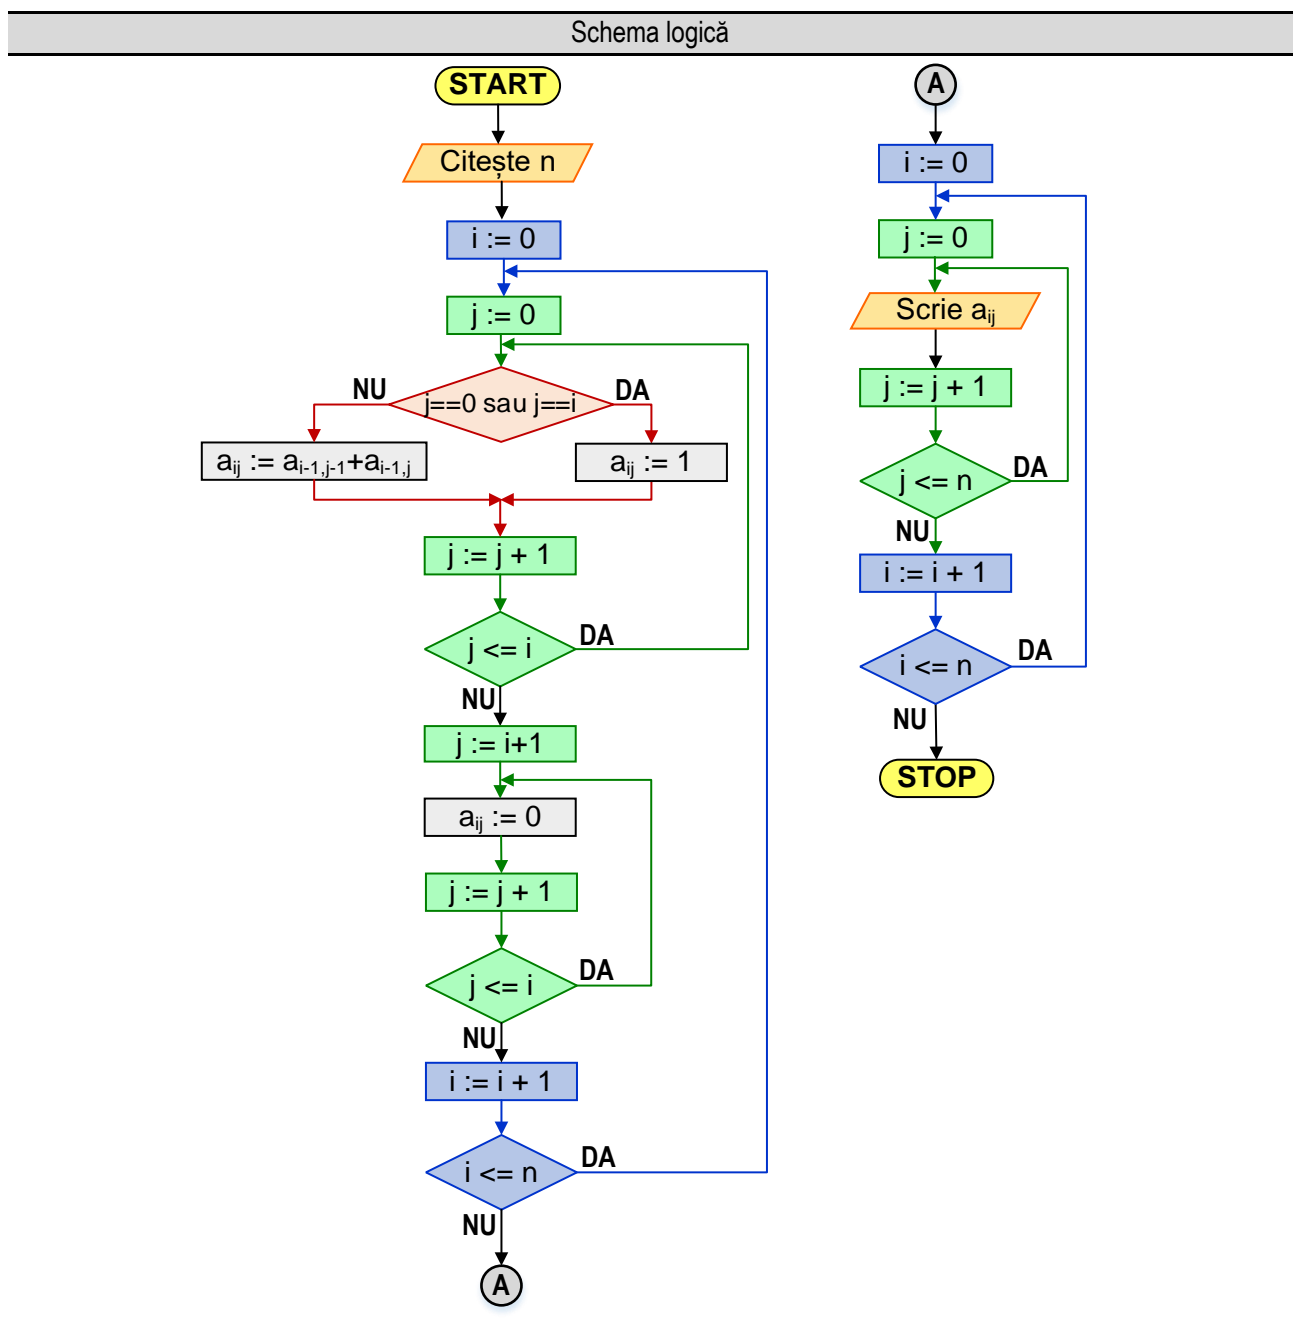 Schema logică
START
Citește n
i := 0
j := 0
NU
DA
j==0 sau j==i
aij := ai-1,j-1+ai-1,j
aij := 1
j := j + 1
j <= i
DA
NU
j := i+1
aij := 0
j := j + 1
j <= i
DA
NU
i := i + 1
i <= n
DA
NU
A
A
i := 0
j := 0
Scrie aij
j := j + 1
j <= n
DA
NU
i := i + 1
i <= n
DA
NU
STOP